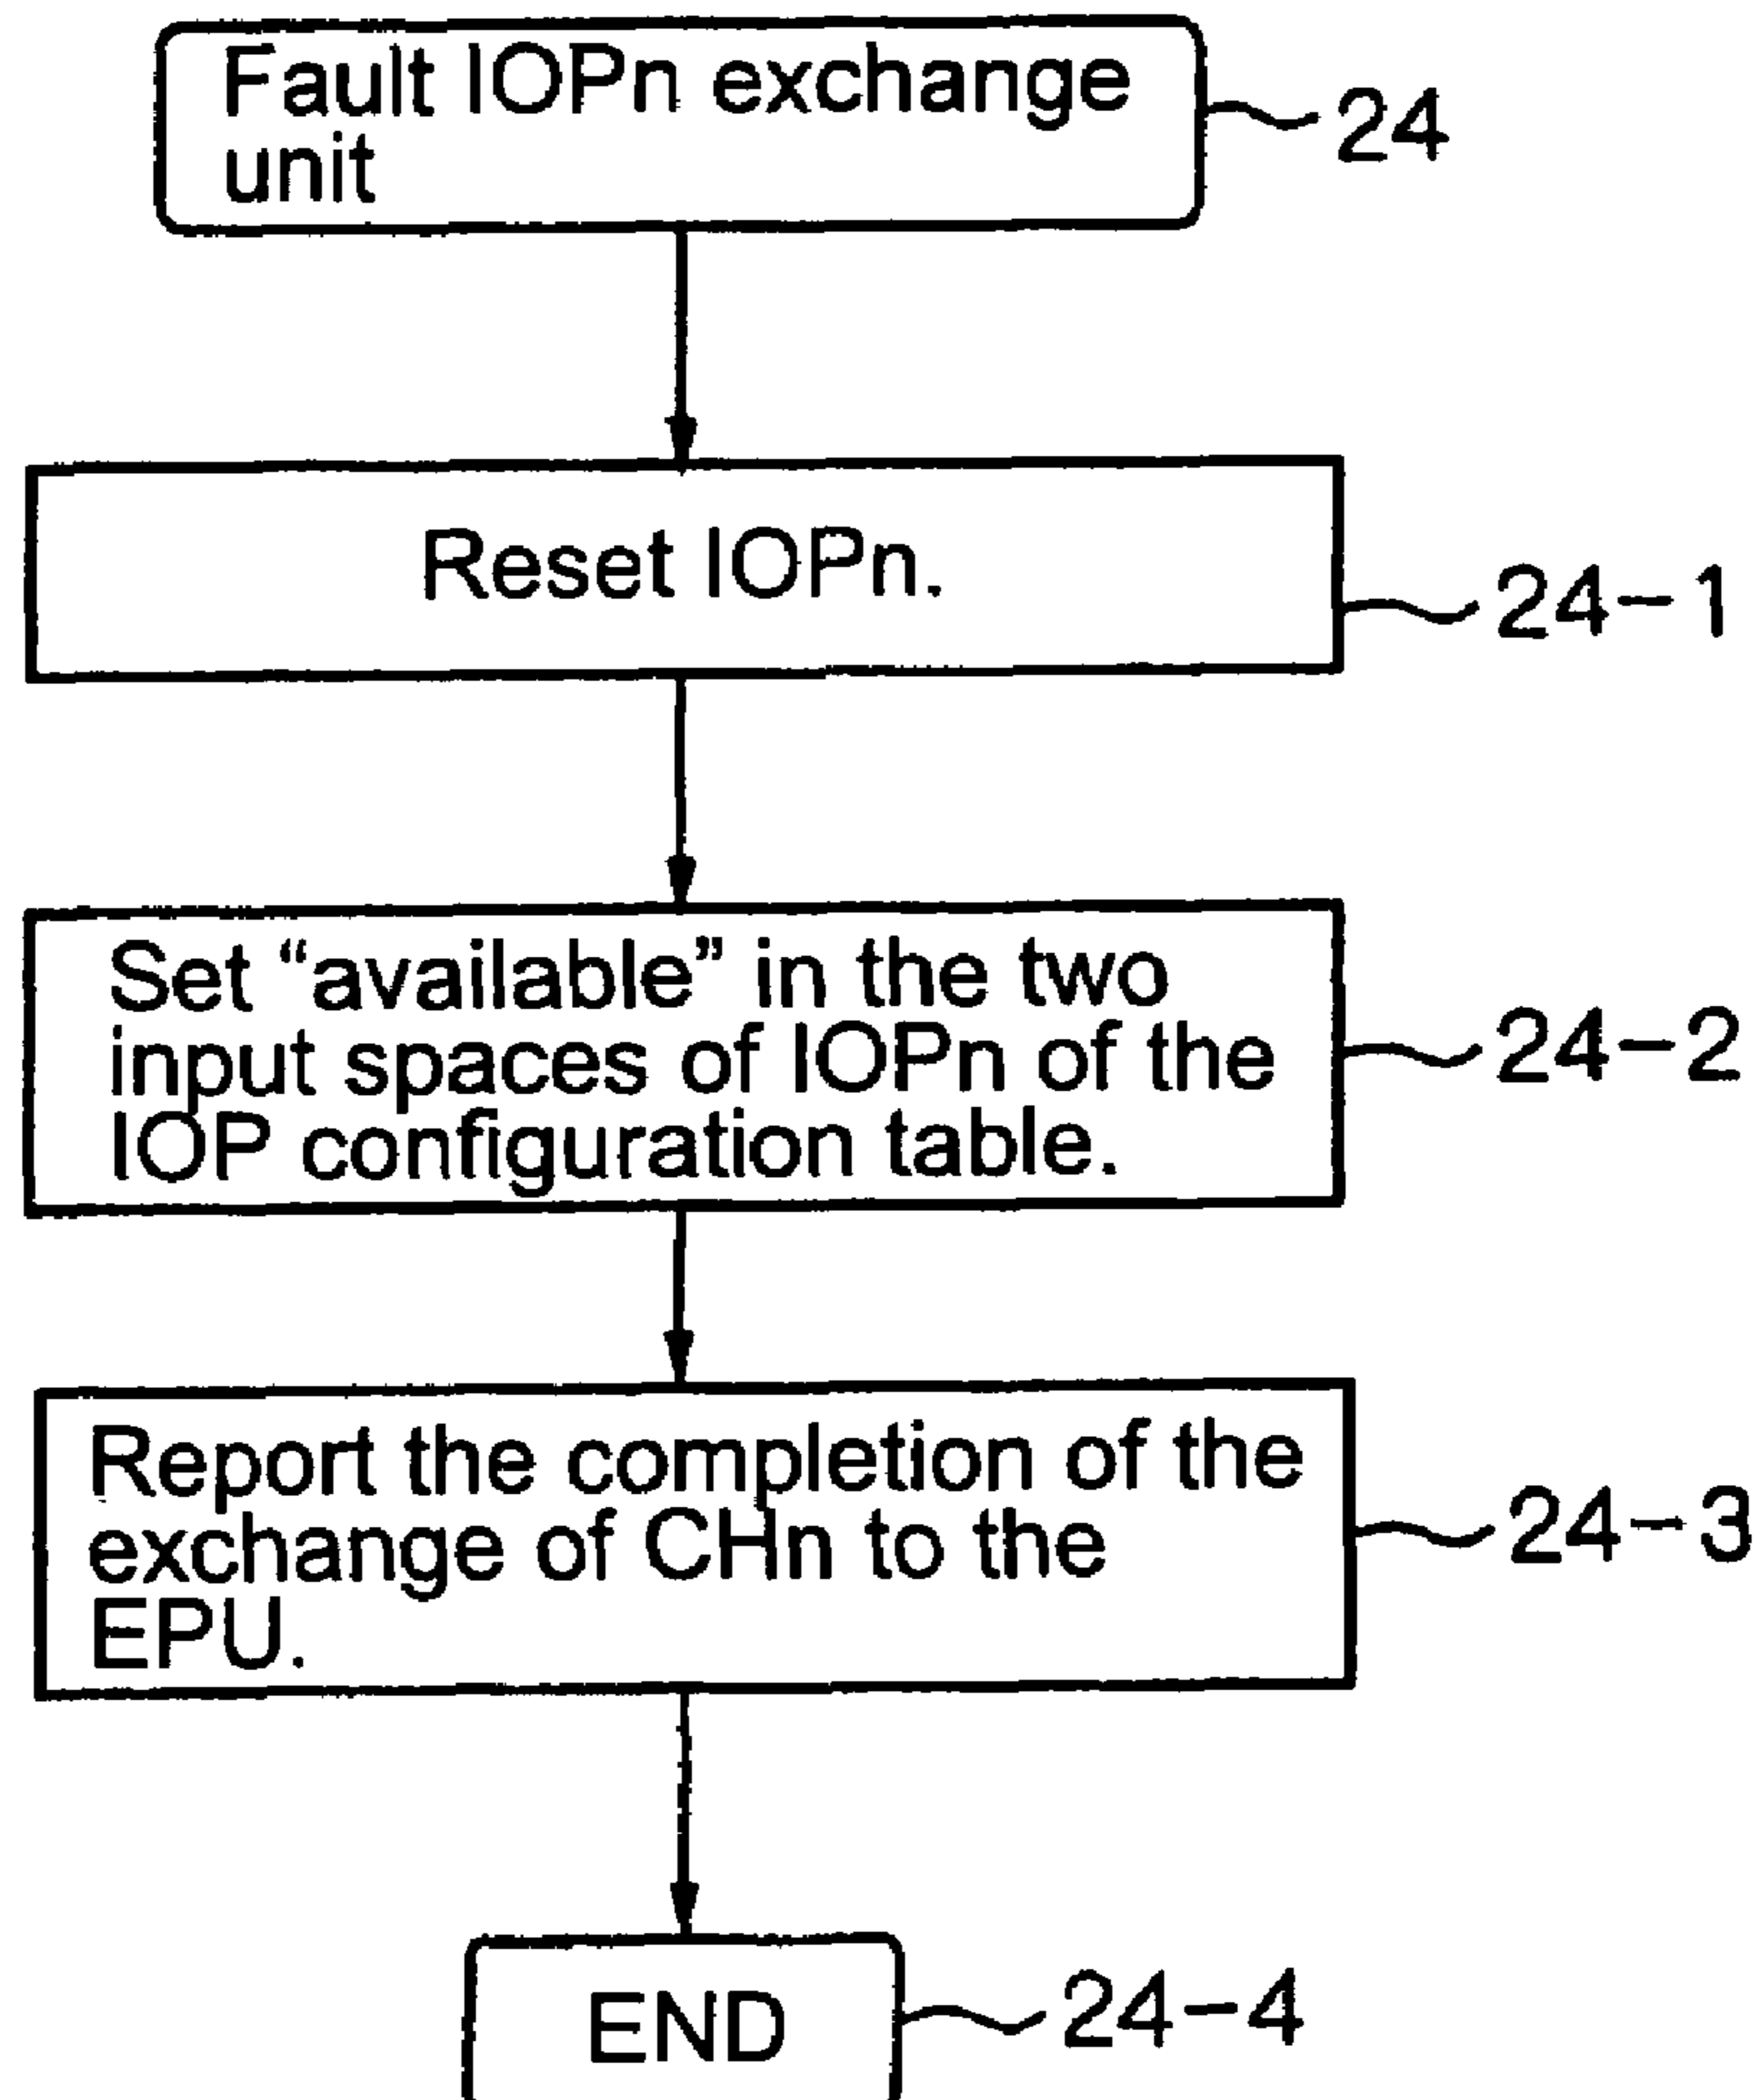 Fault IOPn exchange
unit
24
Reset IOPn.
24-1
Set “available” in the two
input spaces of IOPn of the
IOP configuration table.
24-2
Report the completion of the
exchange of CHn to the
EPU.
24-3
END
24-4